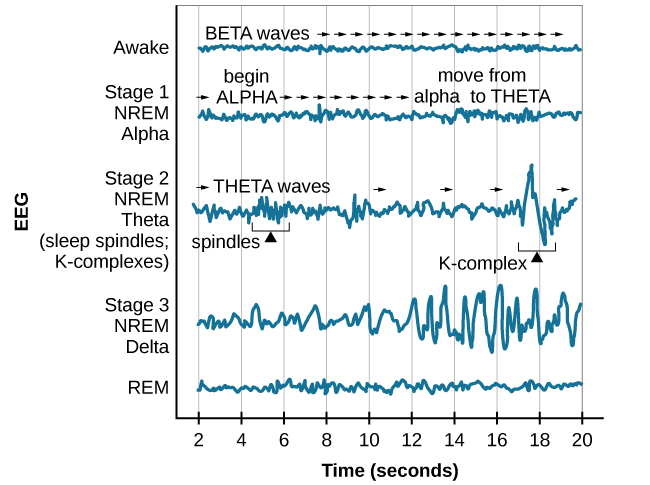 BETA waves
Awake
begin
move from
Stage 1
NREM
Alpha
ALPHA
alpha to THETA
Stage 2
NREM
Theta
(sleep spindles;
K-complexes)
THETA waves
spindles
K-complex
EEG
Stage 3
NREM
Delta
REM
2 4 6 8 10 12 14 16 18 20
Time (seconds)